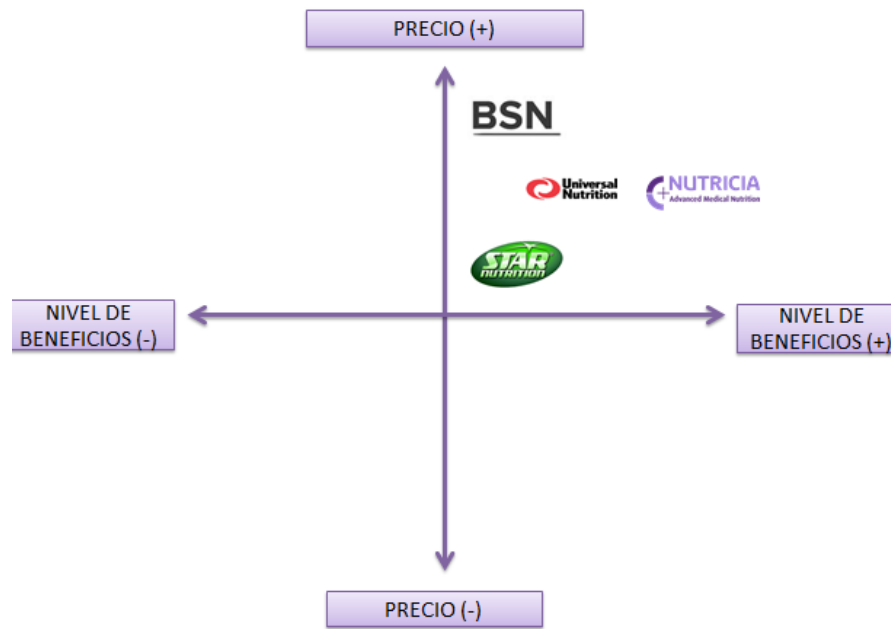 PRECIO (+)
BSN
Universal
Nutrition
NUTRICIA
Advanced Medical Nutrition
STAR
NUTRITION
NIVEL DE
BENEFICIOS (-)
NIVEL DE
BENEFICIOS (+)
PRECIO (-)